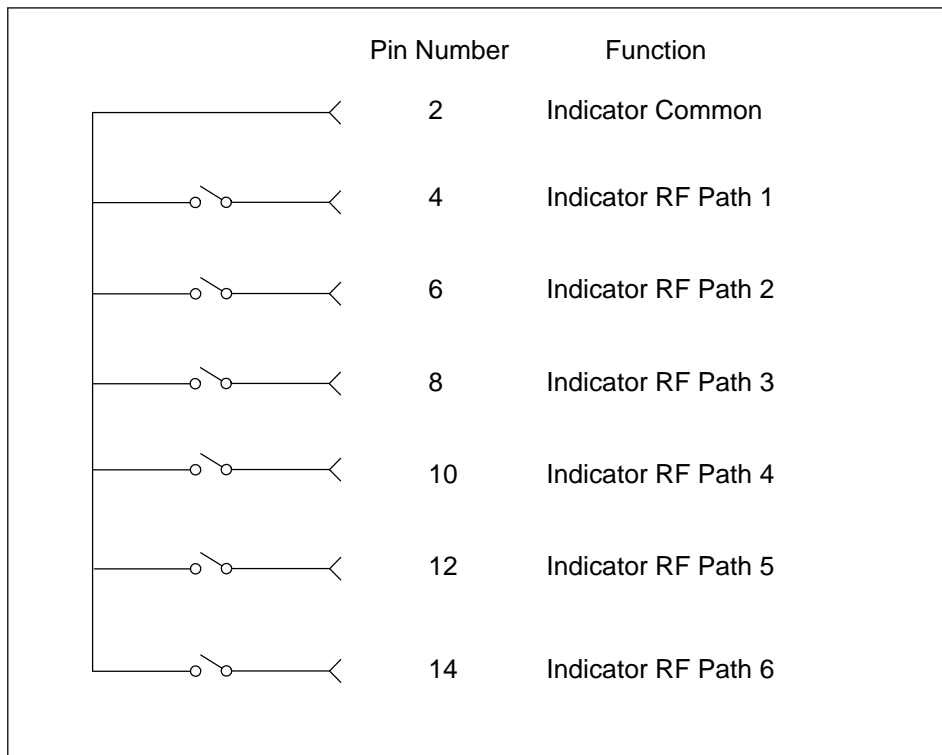 Pin Number Function
2 Indicator Common
4 Indicator RF Path 1
6 Indicator RF Path 2
8 Indicator RF Path 3
10 Indicator RF Path 4
12 Indicator RF Path 5
14 Indicator RF Path 6